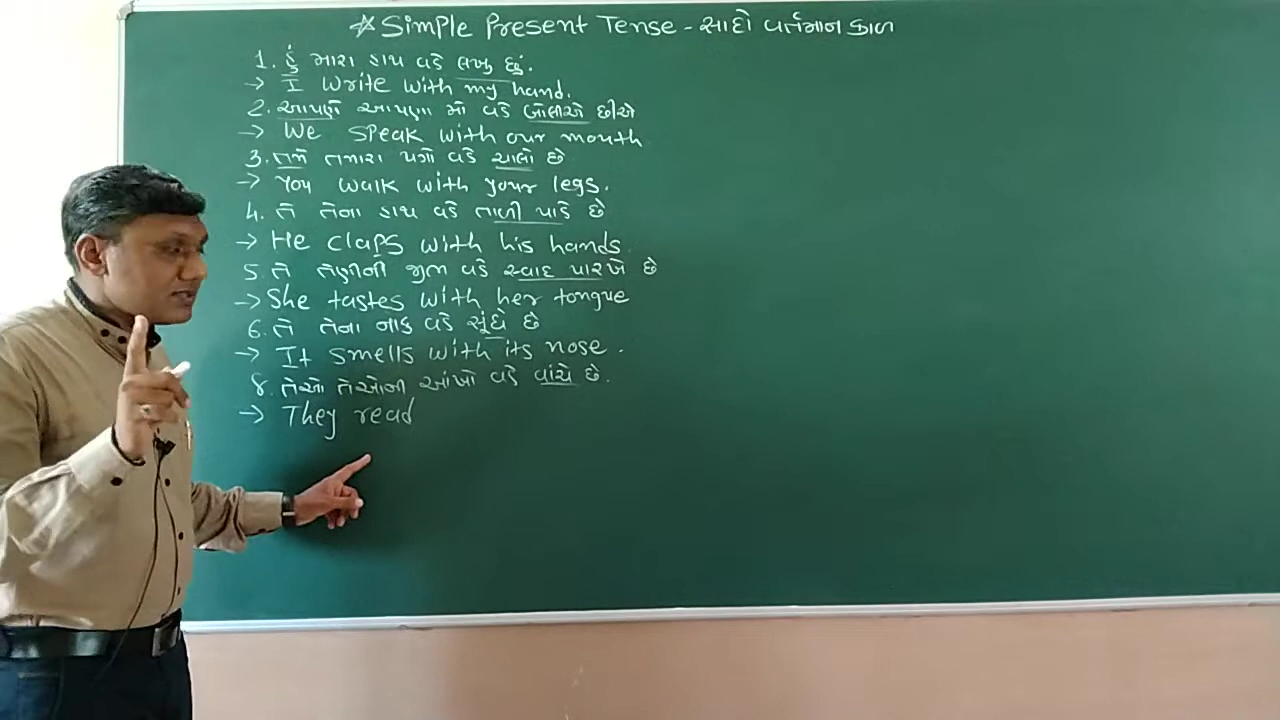 ☆ Simple Present Tense - સાદો વર્તમાન કાળ
1. હું મારા હાથ વડે લખુ છું.
→ I write with my hand.
2. આપણે આપણા મોં વડે બોલીએ છીએ
→ We speak with our mouth
3. તમે તમારા પગો વડે ચાલો છે
→ You walk with your legs.
4. તે તેના હાથ વડે તાળી પાડે છે
→ He claps with his hands.
5 તે તેણીની જીભ વડે સ્વાદ પારખે છે
→ She tastes with her tongue
6. તે તેના નાક વડે સૂંઘે છે
→ It smells with its nose.
8. તેઓ તેઓની આંખો વડે વાંચે છે.
→ They read